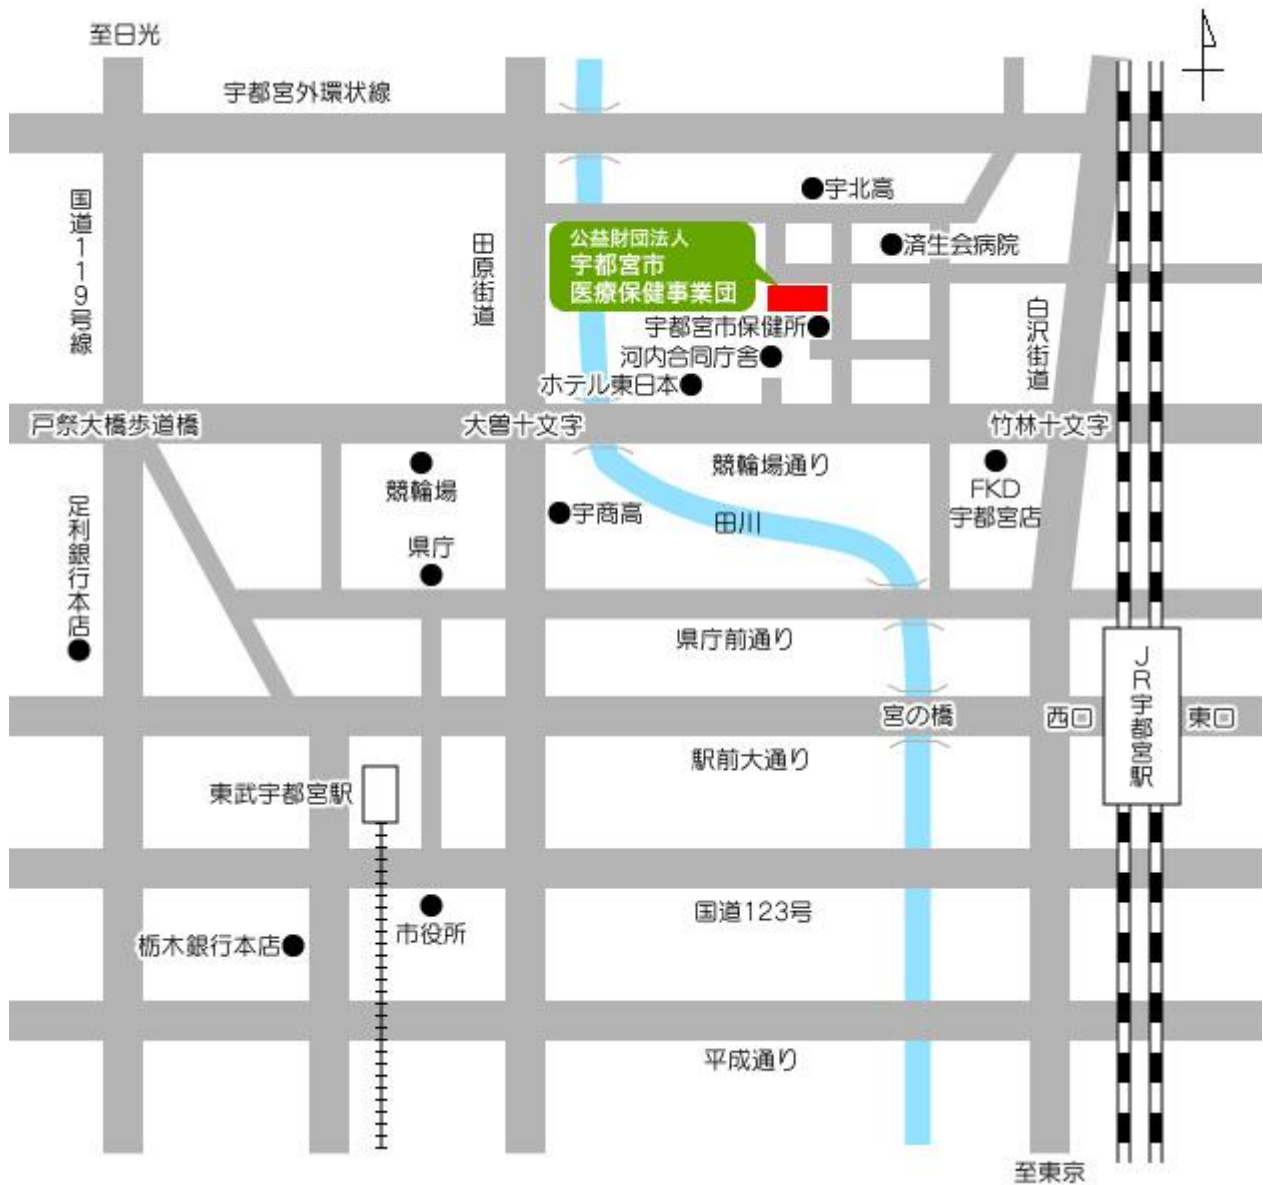 至日光
宇都宮外環状線
国道119号線
田原街道
宇北高
済生会病院
公益財団法人
宇都宮市
医療保健事業団
宇都宮市保健所
河内合同庁舎
ホテル東日本
白沢街道
戸祭大橋歩道橋
大曽十文字
竹林十文字
競輪場通り
競輪場
FKD
宇都宮店
足利銀行本店
宇商高
田川
県庁
県庁前通り
JR宇都宮駅
宮の橋
西口
東口
駅前大通り
東武宇都宮駅
国道123号
市役所
栃木銀行本店
平成通り
至東京